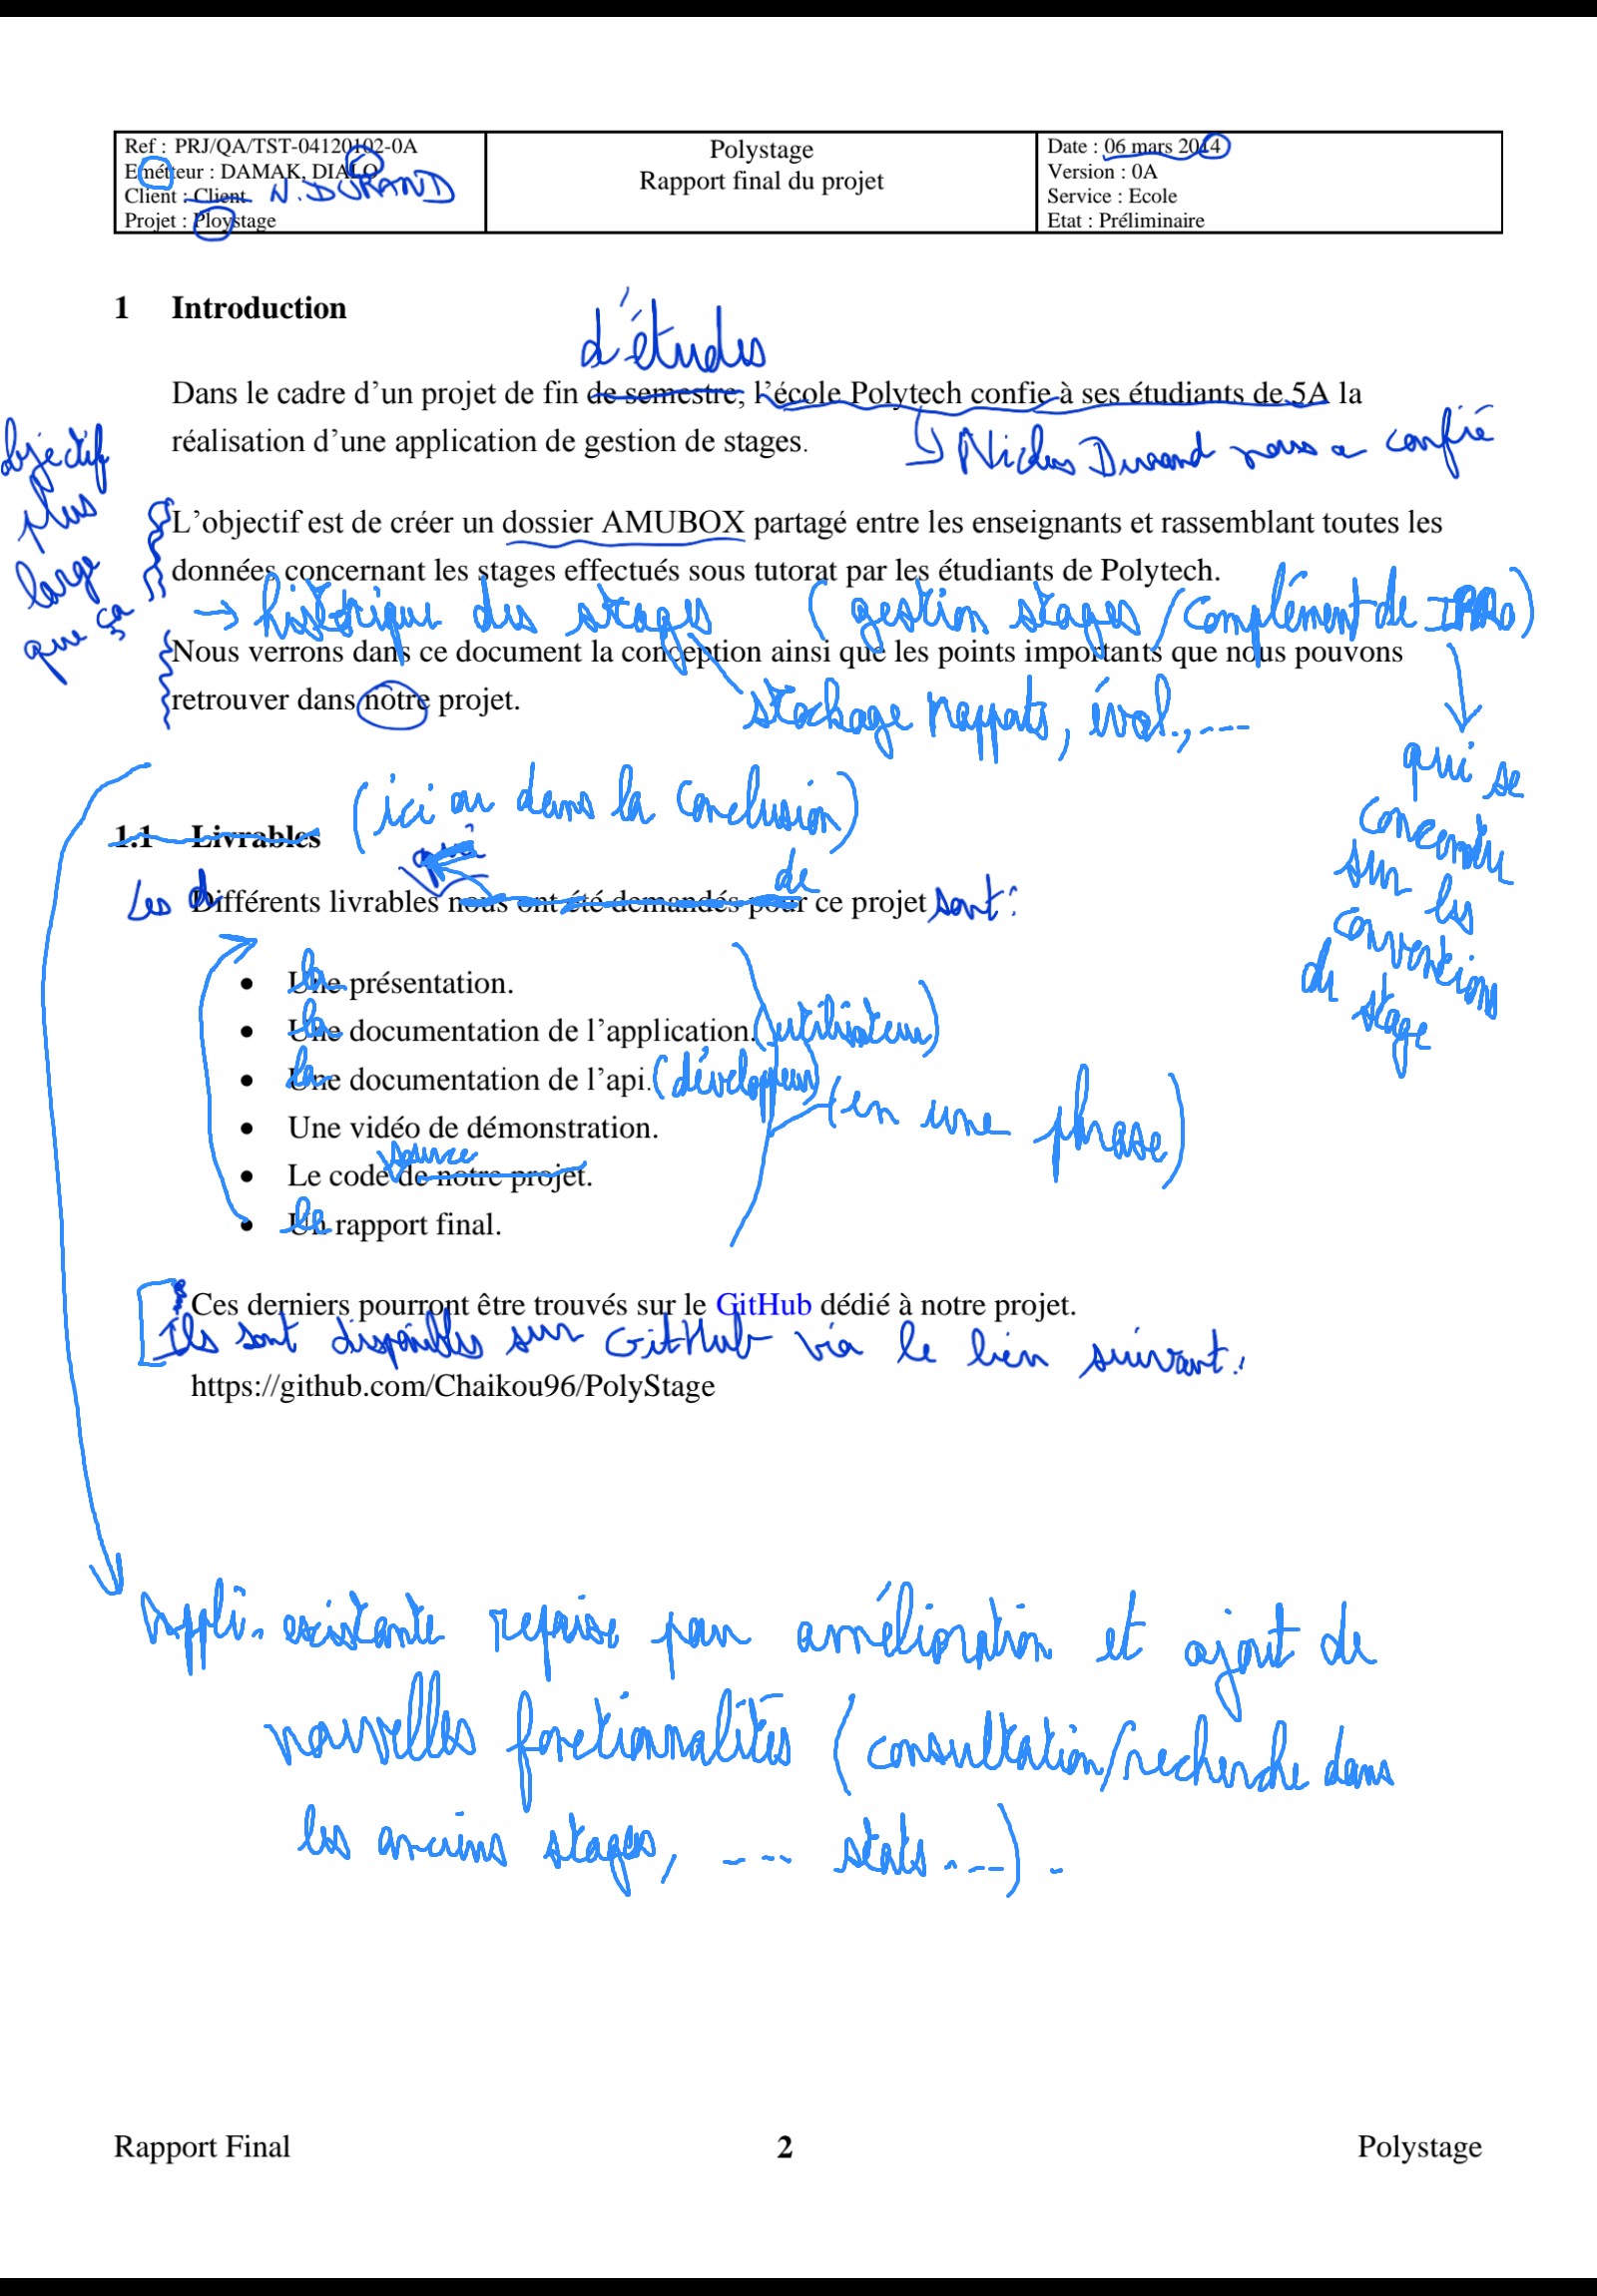 Ref : PRJ/QA/TST-04120102-0A
Emétteur : DAMAK, DIALO
Client : Client N. DURAND
Projet : Ploystage
Polystage
Rapport final du projet
Date : 06 mars 2014
Version : 0A
Service : Ecole
Etat : Préliminaire
1 Introduction
d'études
Dans le cadre d'un projet de fin de semestre, l'école Polytech confie à ses étudiants de 5A la
réalisation d'une application de gestion de stages.
Nicolas Durand nous a confié
objectif
plus
large
que ça
L'objectif est de créer un dossier AMUBOX partagé entre les enseignants et rassemblant toutes les
données concernant les stages effectués sous tutorat par les étudiants de Polytech.
→ historique des stages (gestion stages / complément de )
Nous verrons dans ce document la conception ainsi que les points importants que nous pouvons
retrouver dans notre projet.
stockage rapports, éval., ...
qui se
concentre
sur les
convention
de stage
(ici ou dans la conclusion)
1.1 Livrables
de
Les d Différents livrables nous ont été demandés pour ce projet sont :
la Une présentation.
la Une documentation de l'application. (utilisateur)
la Une documentation de l'api. (développeur)
(en une phrase)
Une vidéo de démonstration.
source
Le code de notre projet.
le Un rapport final.
Ces derniers pourront être trouvés sur le GitHub dédié à notre projet.
Ils sont disponibles sur GitHub via le lien suivant :
https://github.com/Chaikou96/PolyStage
Appli. existante reprise pour amélioration et ajout de
nouvelles fonctionnalités (consultation/recherche dans
les anciens stages, ... stats ...).
Rapport Final
2
Polystage